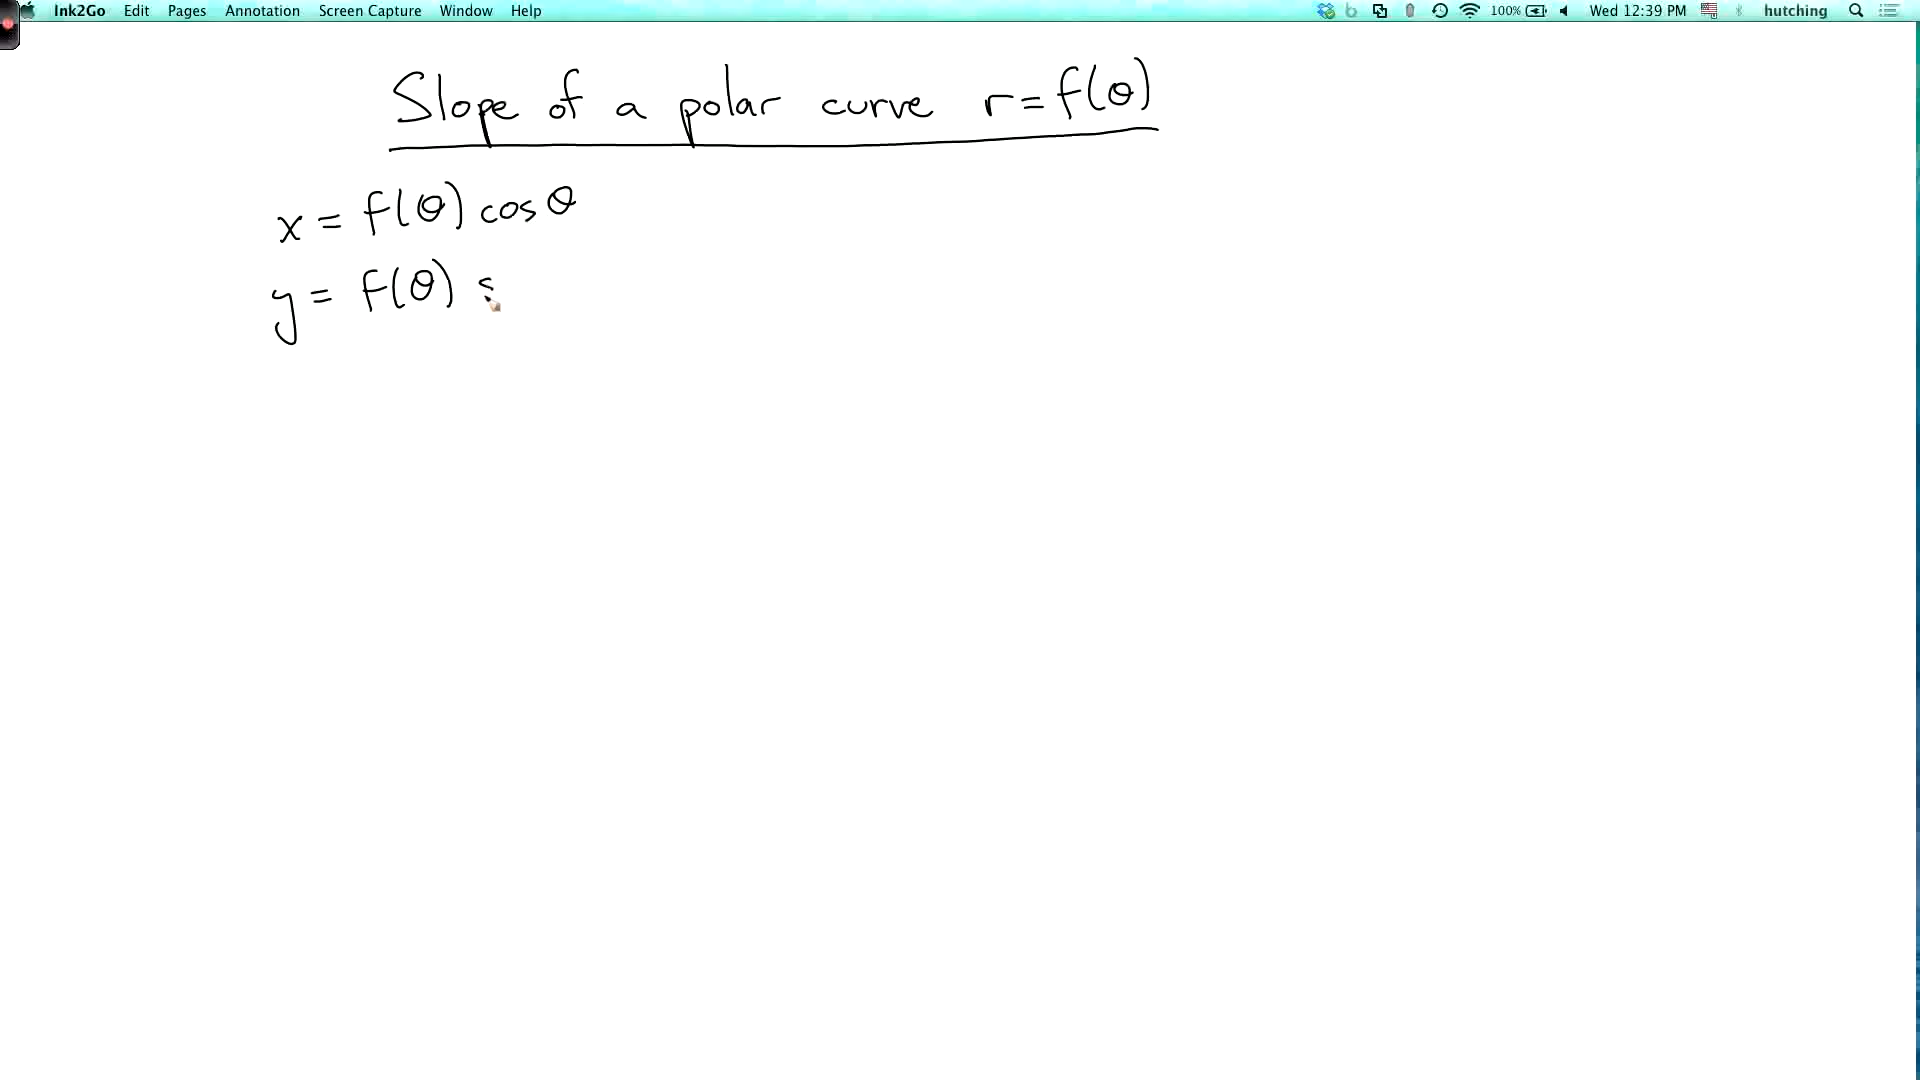 Ink2Go Edit Pages Annotation Screen Capture Window Help 100% Wed 12:39 PM hutching
Slope of a polar curve r=f(θ)
x = f(θ) cos θ
y = f(θ) s